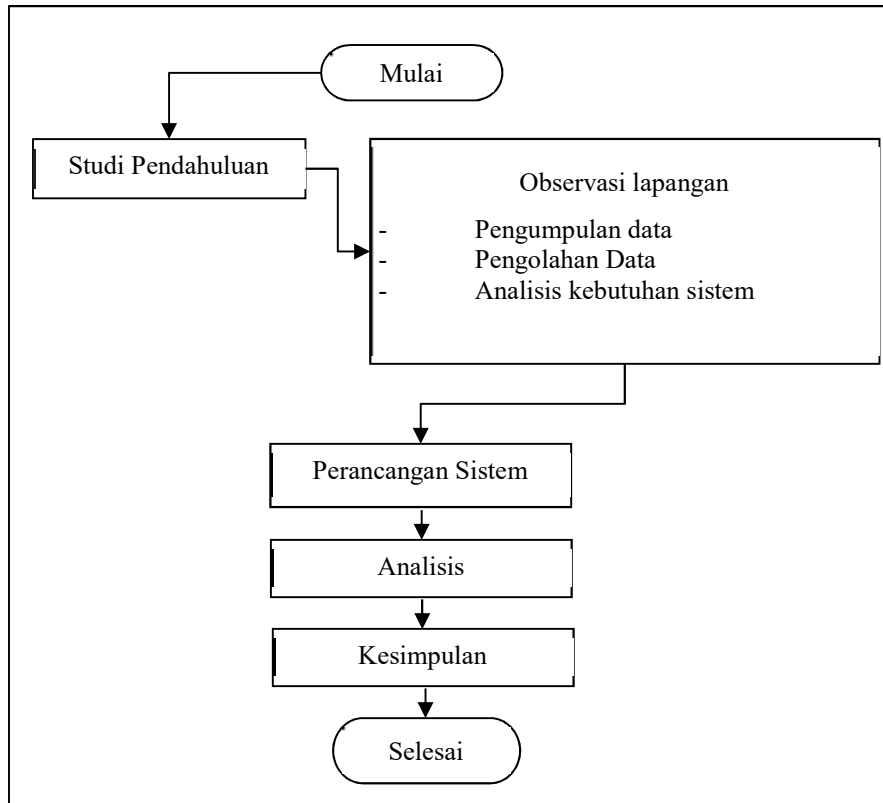 Mulai
Studi Pendahuluan
Observasi lapangan
- Pengumpulan data
- Pengolahan Data
- Analisis kebutuhan sistem
Perancangan Sistem
Analisis
Kesimpulan
Selesai